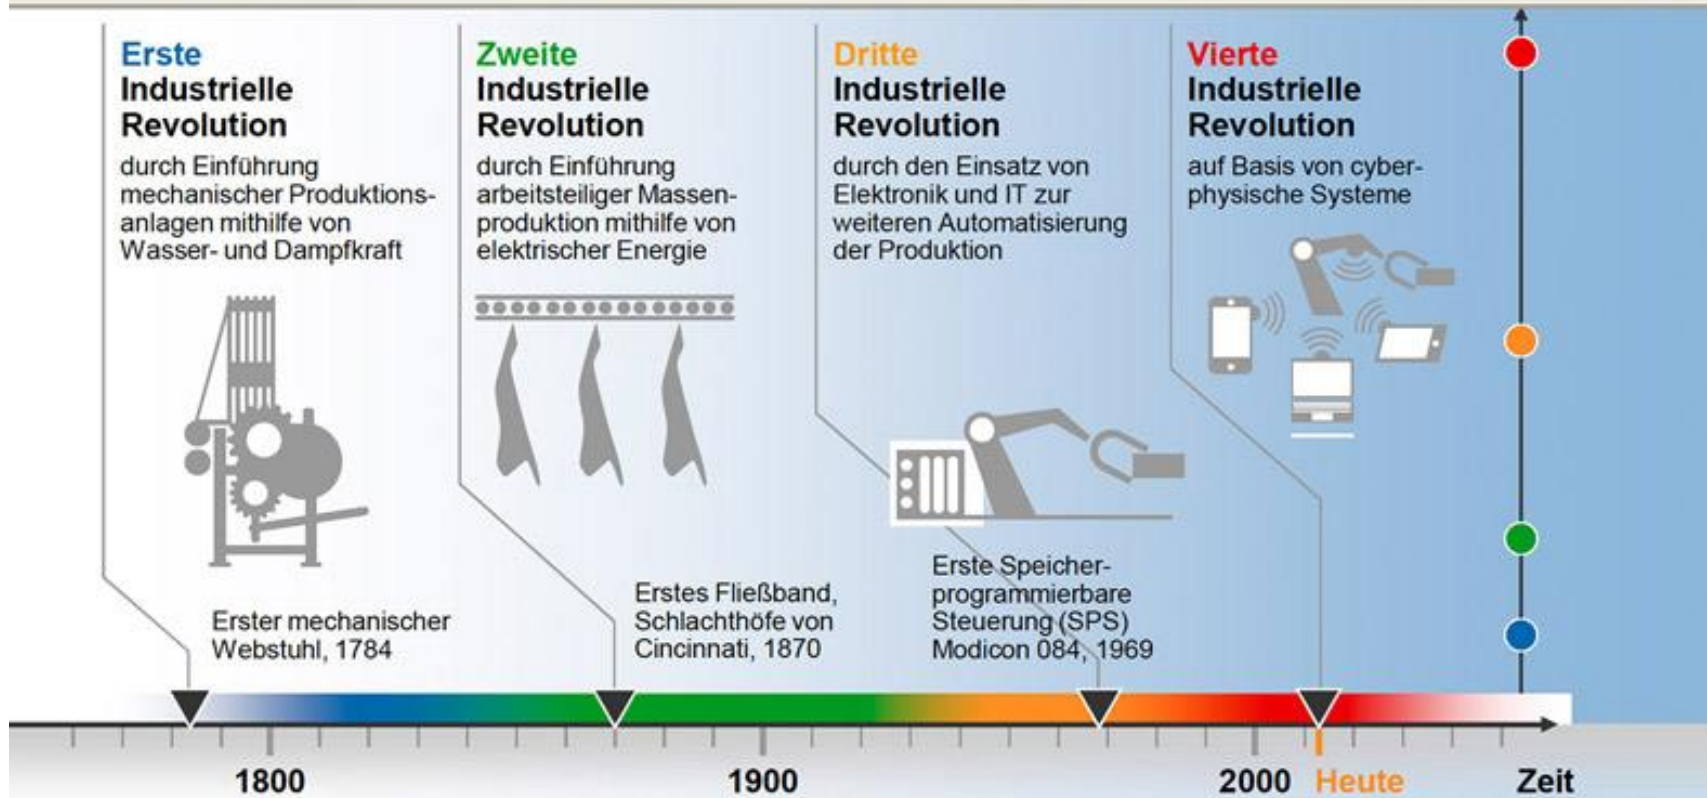 Erste
Industrielle
Revolution
durch Einführung
mechanischer Produktions-
anlagen mithilfe von
Wasser- und Dampfkraft
Erster mechanischer
Webstuhl, 1784
Zweite
Industrielle
Revolution
durch Einführung
arbeitsteiliger Massen-
produktion mithilfe von
elektrischer Energie
Erstes Fließband,
Schlachthöfe von
Cincinnati, 1870
Dritte
Industrielle
Revolution
durch den Einsatz von
Elektronik und IT zur
weiteren Automatisierung
der Produktion
Erste Speicher-
programmierbare
Steuerung (SPS)
Modicon 084, 1969
Vierte
Industrielle
Revolution
auf Basis von cyber-
physische Systeme
1800
1900
2000
Heute
Zeit